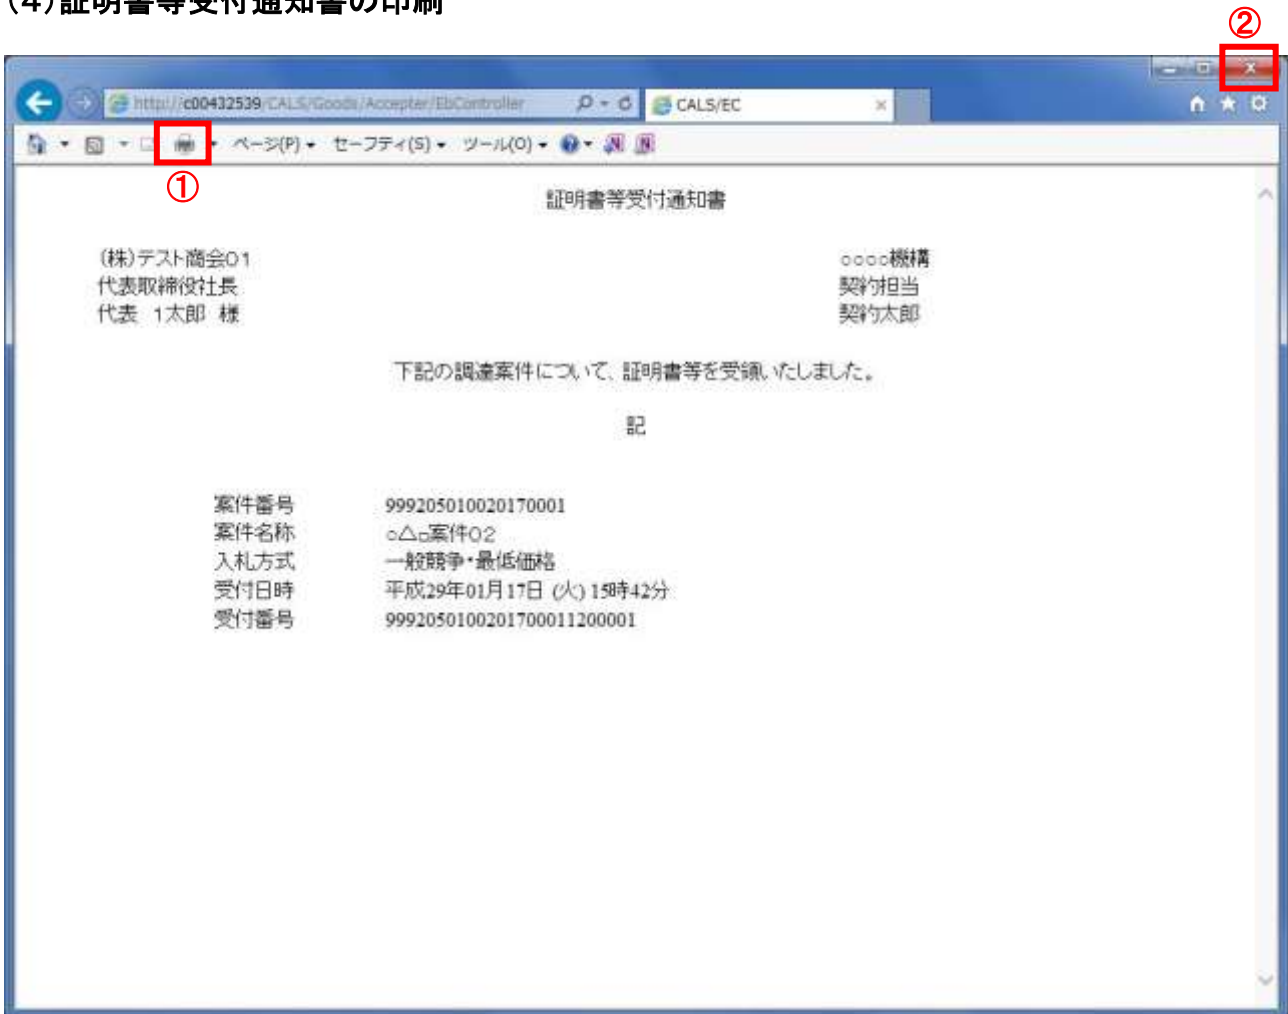 (4)証明書等受付通知書の印刷
②
http://c00432539/CALS/Goods/Accepter/EbController
CALS/EC
ページ(P) セーフティ(S) ツール(O)
①
証明書等受付通知書
(株)テスト商会01
代表取締役社長
代表 1太郎 様
○○○○機構
契約担当
契約太郎
下記の調達案件について、証明書等を受領いたしました。
記
案件番号 999205010020170001
案件名称 ○△□案件02
入札方式 一般競争・最低価格
受付日時 平成29年01月17日 (火) 15時42分
受付番号 9992050100201700011200001